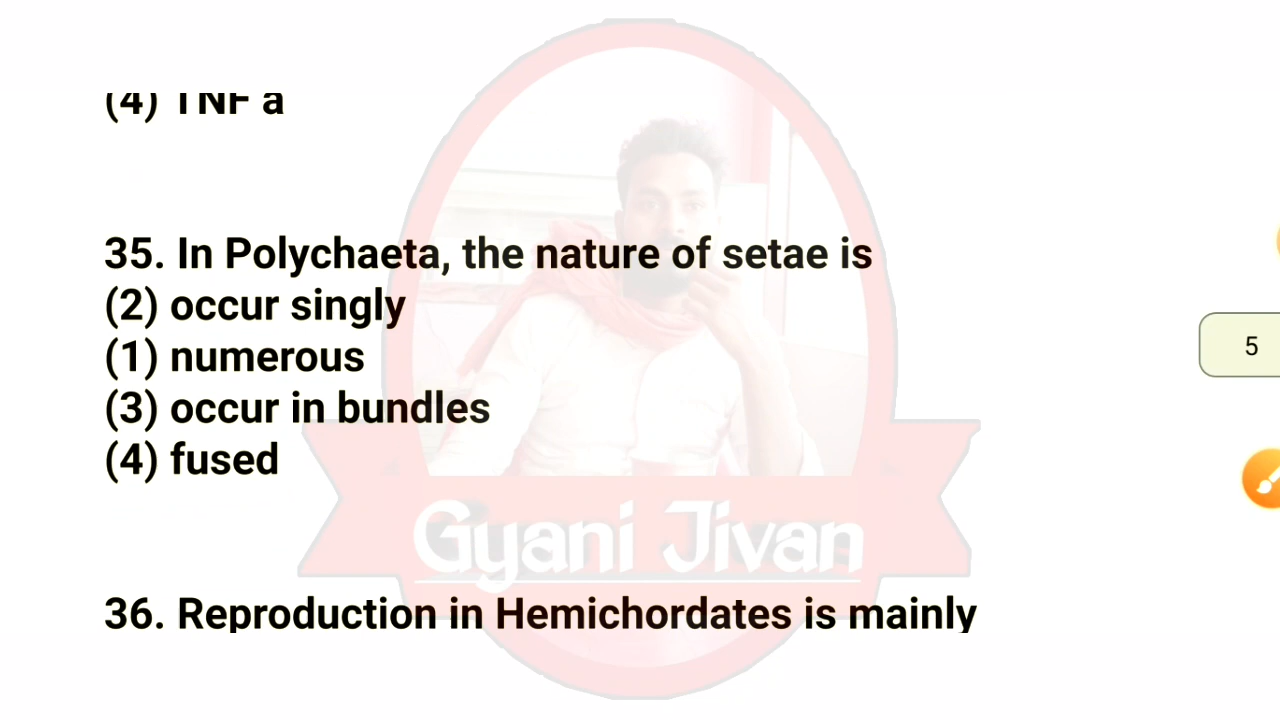 (4) TNF a
35. In Polychaeta, the nature of setae is
(2) occur singly
(1) numerous
(3) occur in bundles
(4) fused
5
Gyani Jivan
36. Reproduction in Hemichordates is mainly